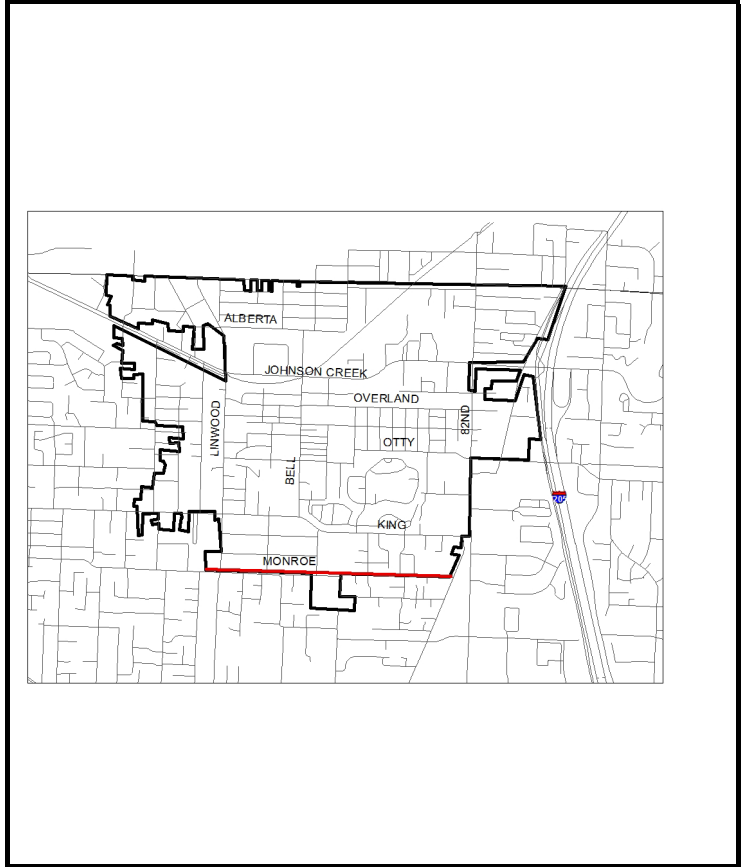 ALBERTA
JOHNSON CREEK
OVERLAND
LINWOOD
82ND
OTTY
BELL
205
KING
MONROE